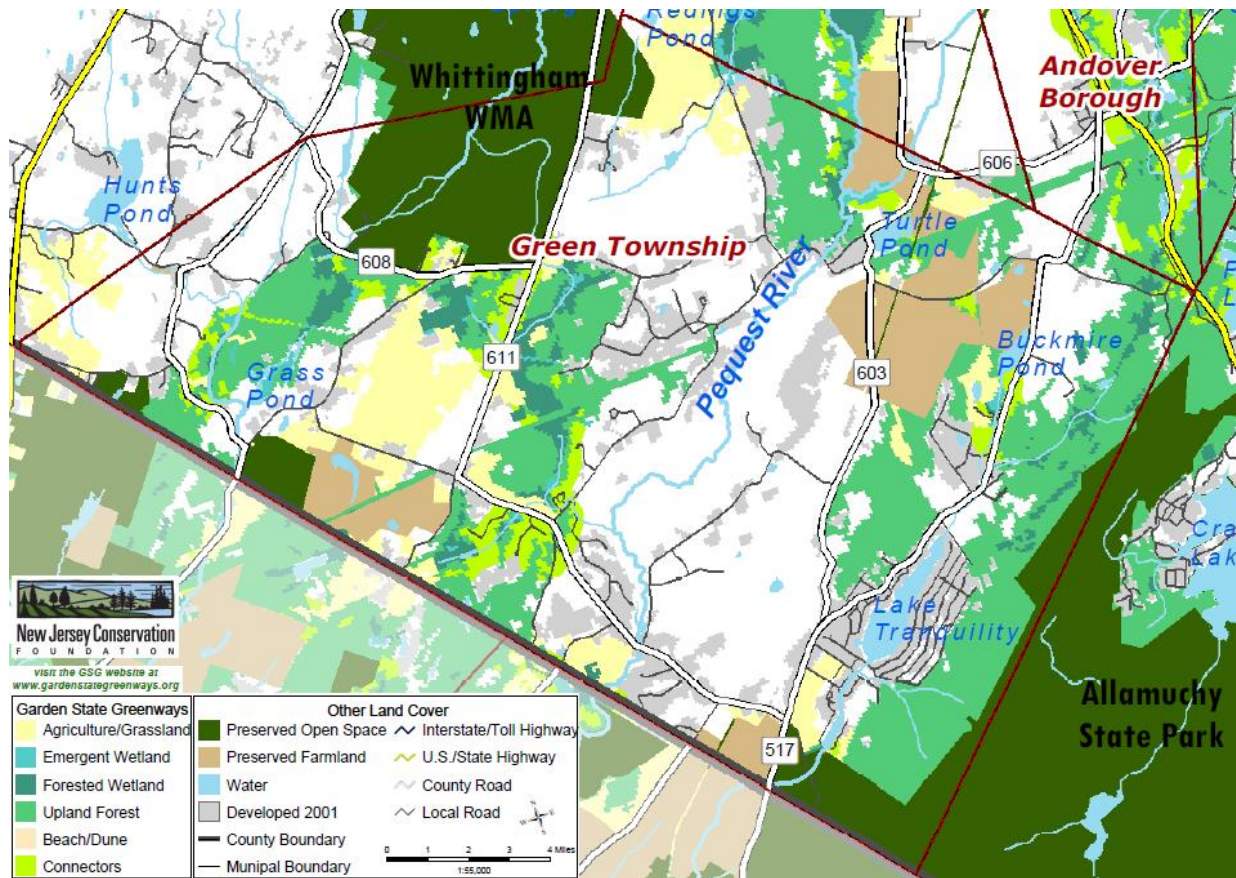 Redings
Pond
Whittingham
WMA
Andover
Borough
606
Hunts
Pond
Turtle
Pond
Green Township
608
Pequest River
611
Buckmire
Pond
603
Grass
Pond
Cra
Lak
Lake
Tranquility
New Jersey Conservation
FOUNDATION
visit the GSG website at
www.gardenstategreenways.org
Allamuchy
State Park
517
Garden State Greenways
Agriculture/Grassland
Emergent Wetland
Forested Wetland
Upland Forest
Beach/Dune
Connectors
Other Land Cover
Preserved Open Space
Preserved Farmland
Water
Developed 2001
County Boundary
Munipal Boundary
Interstate/Toll Highway
U.S./State Highway
County Road
Local Road
N
E
S
W
0 1 2 3 4 Miles
1:55,000